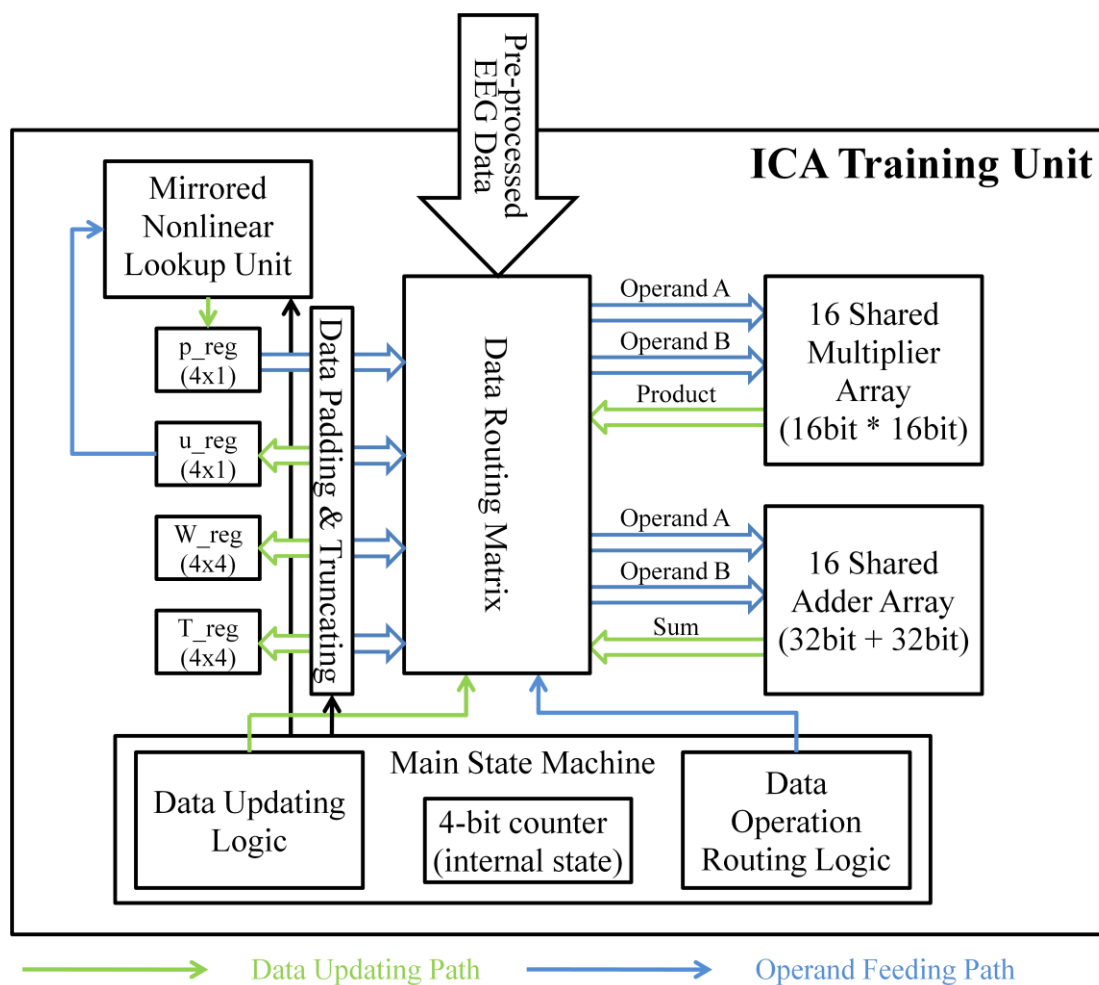 Pre-processed
EEG Data
ICA Training Unit
Mirrored
Nonlinear
Lookup Unit
p_reg
(4x1)
u_reg
(4x1)
W_reg
(4x4)
T_reg
(4x4)
Data Padding & Truncating
Data Routing Matrix
Operand A
Operand B
Product
16 Shared
Multiplier
Array
(16bit * 16bit)
Operand A
Operand B
Sum
16 Shared
Adder Array
(32bit + 32bit)
Main State Machine
Data Updating
Logic
4-bit counter
(internal state)
Data
Operation
Routing Logic
Data Updating Path
Operand Feeding Path